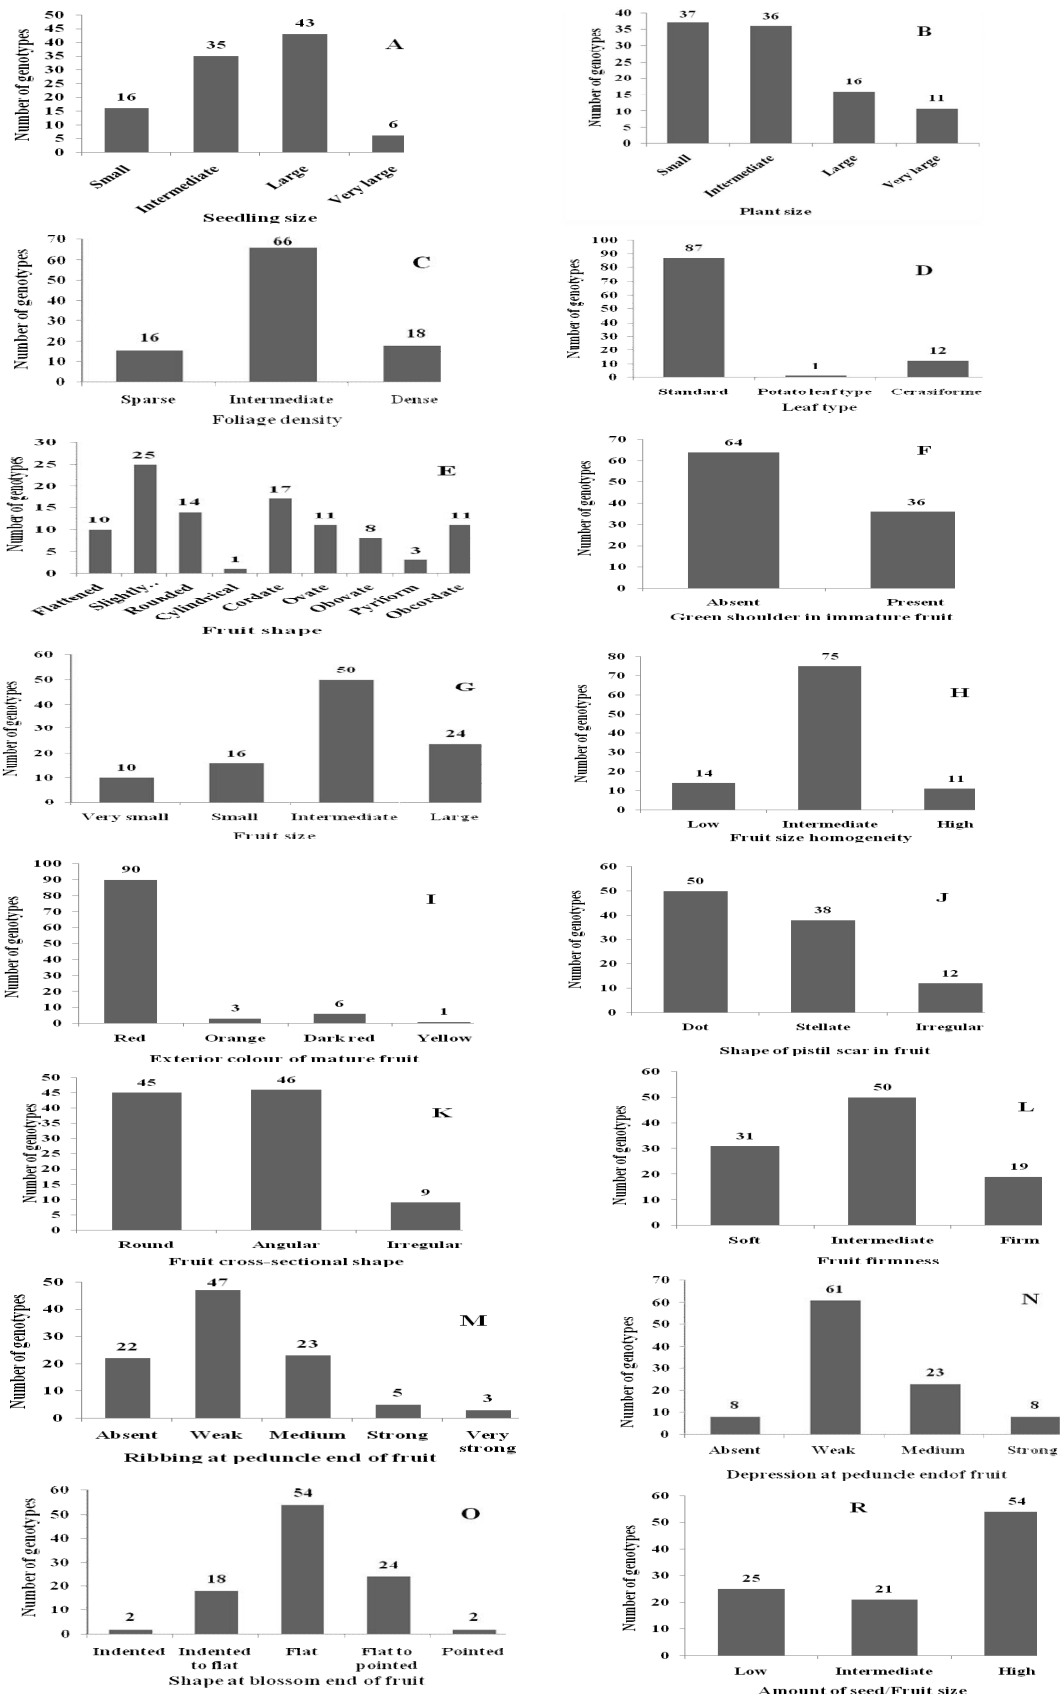 Number of genotypes
50
45
40
35
30
25
20
15
10
5
0
16
35
43
6
A
Small
Intermediate
Large
Very large
Seedling size
Number of genotypes
40
35
30
25
20
15
10
5
0
37
36
16
11
B
Small
Intermediate
Large
Very large
Plant size
Number of genotypes
70
60
50
40
30
20
10
0
16
66
18
C
Sparse
Intermediate
Dense
Foliage density
Number of genotypes
100
90
80
70
60
50
40
30
20
10
0
87
1
12
D
Standard
Potato leaf type
Cerasiforme
Leaf type
Number of genotypes
30
25
20
15
10
5
0
10
25
14
1
17
11
8
3
11
E
Flattened
Slightly..
Rounded
Cylindrical
Cordate
Ovate
Obovate
Pyriform
Obcordate
Fruit shape
Number of genotypes
70
60
50
40
30
20
10
0
64
36
F
Absent
Present
Green shoulder in immature fruit
Number of genotypes
60
50
40
30
20
10
0
10
16
50
24
G
Very small
Small
Intermediate
Large
Fruit size
Number of genotypes
80
70
60
50
40
30
20
10
0
14
75
11
H
Low
Intermediate
High
Fruit size homogeneity
Number of genotypes
100
90
80
70
60
50
40
30
20
10
0
90
3
6
1
I
Red
Orange
Dark red
Yellow
Exterior colour of mature fruit
Number of genotypes
60
50
40
30
20
10
0
50
38
12
J
Dot
Stellate
Irregular
Shape of pistil scar in fruit
Number of genotypes
50
45
40
35
30
25
20
15
10
5
0
45
46
9
K
Round
Angular
Irregular
Fruit cross-sectional shape
Number of genotypes
60
50
40
30
20
10
0
31
50
19
L
Soft
Intermediate
Firm
Fruit firmness
Number of genotypes
50
40
30
20
10
0
22
47
23
5
3
M
Absent
Weak
Medium
Strong
Very
strong
Ribbing at peduncle end of fruit
Number of genotypes
70
60
50
40
30
20
10
0
8
61
23
8
N
Absent
Weak
Medium
Strong
Depression at peduncle endof fruit
Number of genotypes
60
50
40
30
20
10
0
2
18
54
24
2
O
Indented
Indented
to flat
Flat
Flat to
pointed
Pointed
Shape at blossom end of fruit
Number of genotypes
60
50
40
30
20
10
0
25
21
54
R
Low
Intermediate
High
Amount of seed/Fruit size